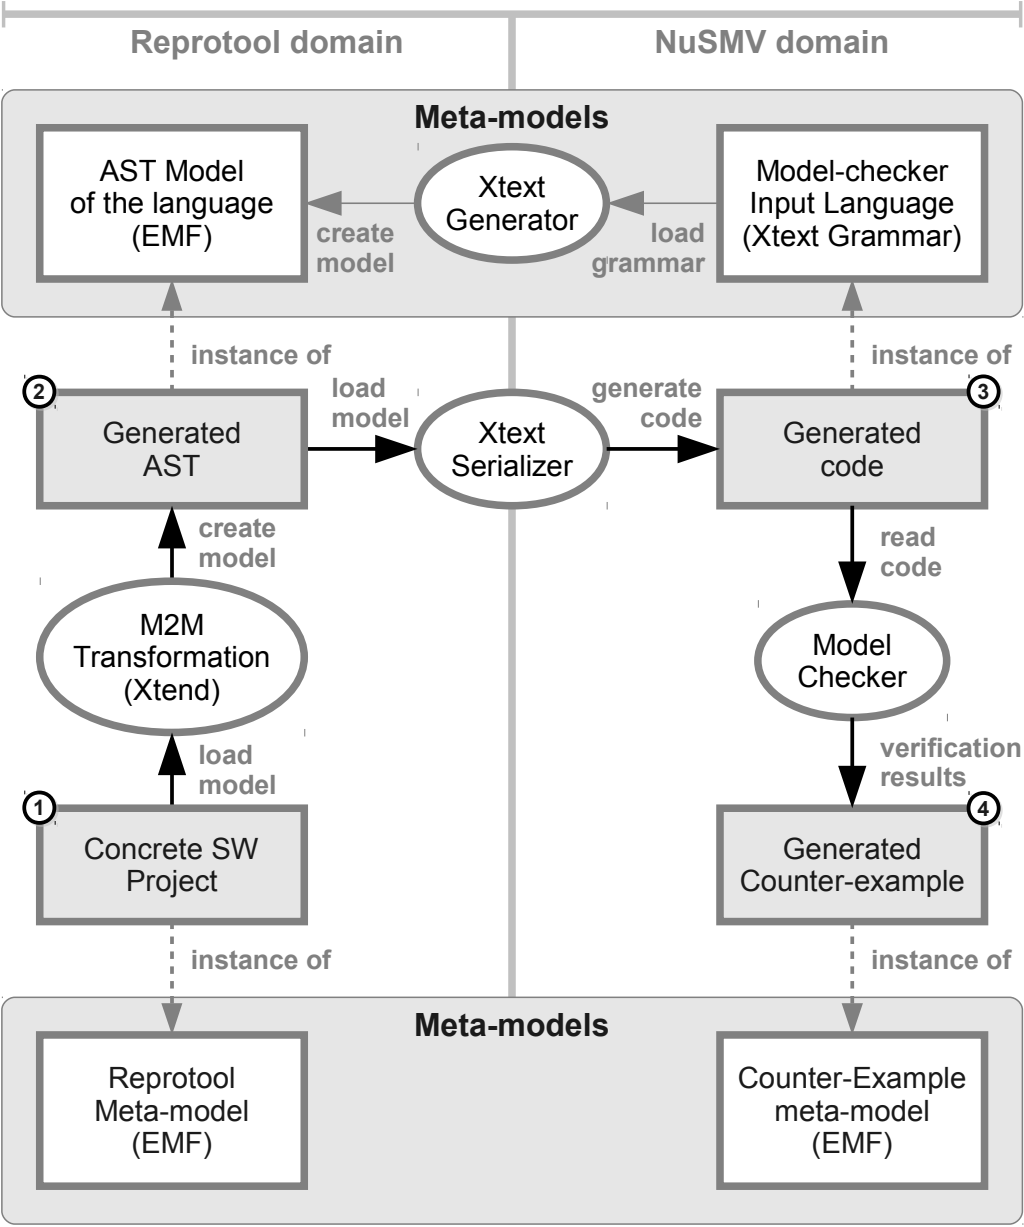 Reprotool domain
NuSMV domain
Meta-models
AST Model
of the language
(EMF)
Xtext
Generator
Model-checker
Input Language
(Xtext Grammar)
create
model
load
grammar
instance of
instance of
2
Generated
AST
load
model
Xtext
Serializer
generate
code
3
Generated
code
create
model
read
code
M2M
Transformation
(Xtend)
Model
Checker
load
model
verification
results
1
Concrete SW
Project
4
Generated
Counter-example
instance of
instance of
Meta-models
Reprotool
Meta-model
(EMF)
Counter-Example
meta-model
(EMF)